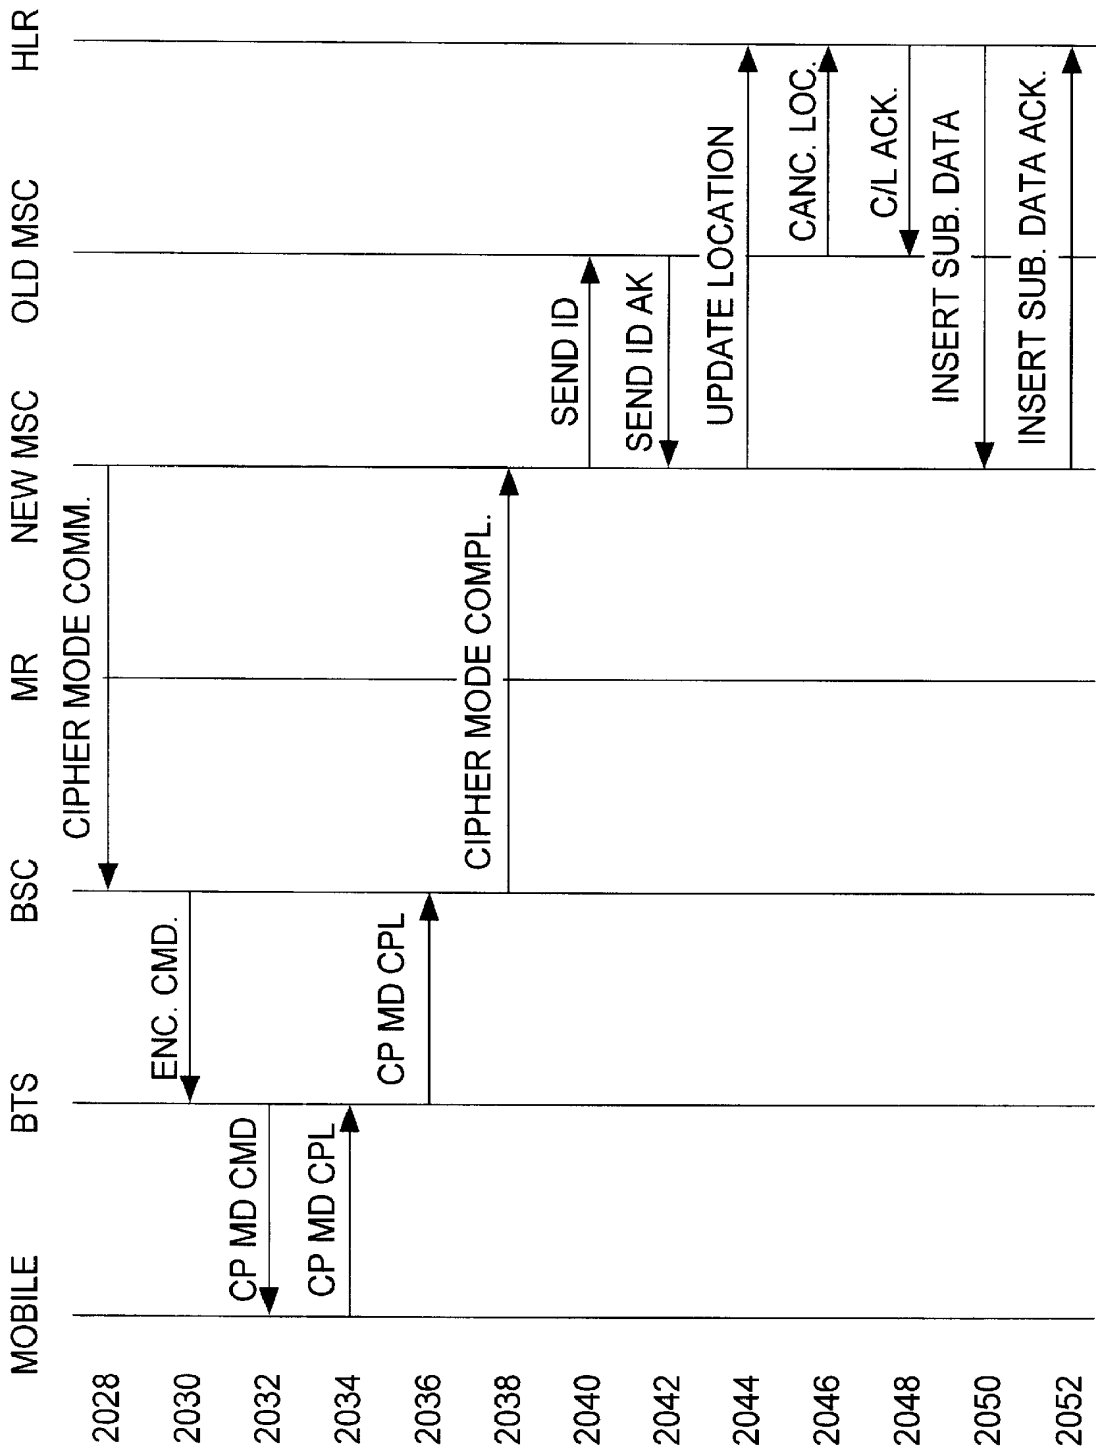 MOBILE BTS BSC MR NEW MSC OLD MSC HLR
2028 CIPHER MODE COMM.
2030 ENC. CMD.
2032 CP MD CMD
2034 CP MD CPL
2036 CP MD CPL
2038 CIPHER MODE COMPL.
2040 SEND ID
2042 SEND ID AK
2044 UPDATE LOCATION
2046 CANC. LOC.
2048 C/L ACK.
2050 INSERT SUB. DATA
2052 INSERT SUB. DATA ACK.